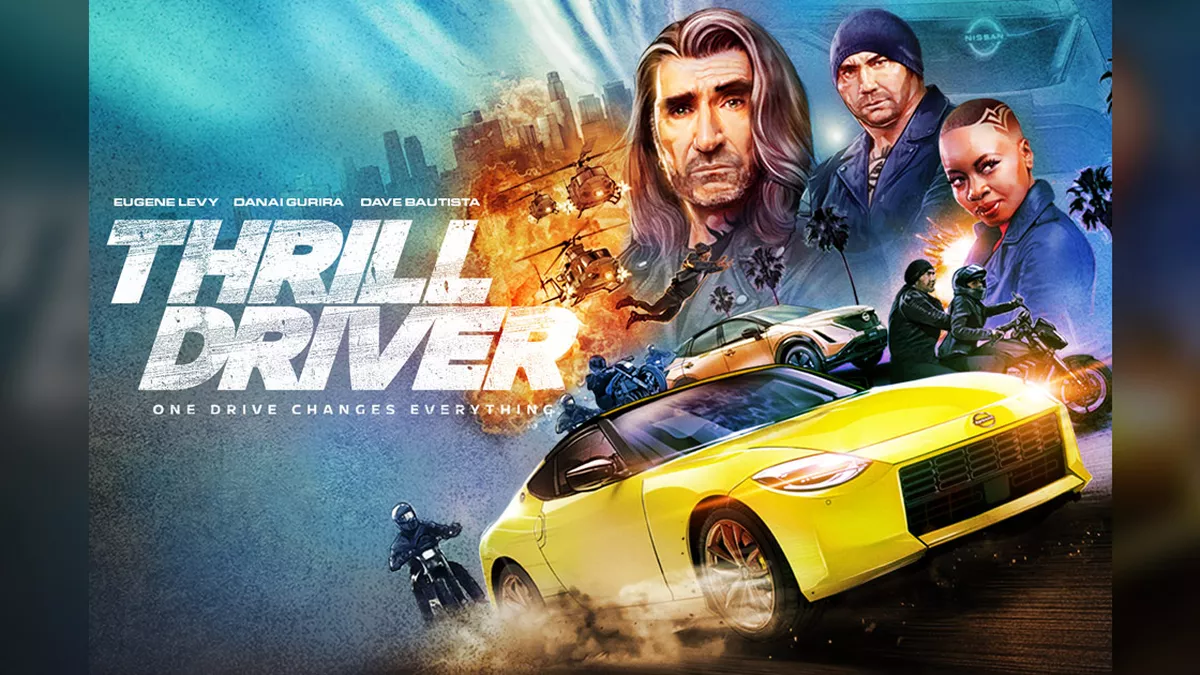 NISSAN
EUGENE LEVY DANAI GURIRA DAVE BAUTISTA
THRILL
DRIVER
ONE DRIVE CHANGES EVERYTHING